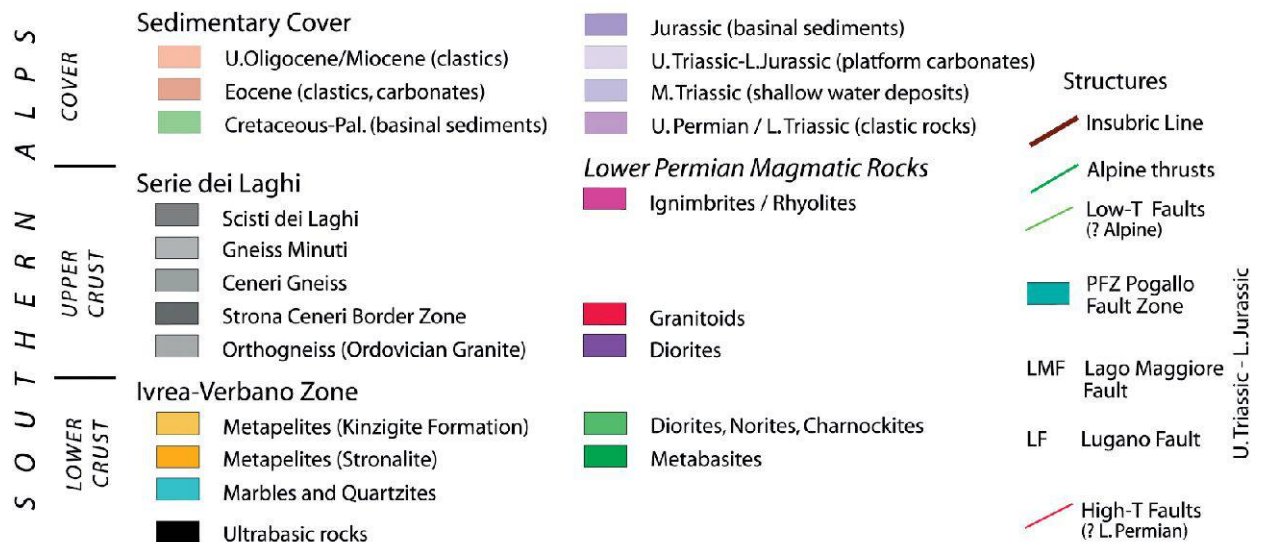 SOUTHERN ALPS
COVER
Sedimentary Cover
U.Oligocene/Miocene (clastics)
Eocene (clastics, carbonates)
Cretaceous-Pal. (basinal sediments)
Jurassic (basinal sediments)
U.Triassic-L.Jurassic (platform carbonates)
M.Triassic (shallow water deposits)
U.Permian / L.Triassic (clastic rocks)
UPPER
CRUST
Serie dei Laghi
Scisti dei Laghi
Gneiss Minuti
Ceneri Gneiss
Strona Ceneri Border Zone
Orthogneiss (Ordovician Granite)
Lower Permian Magmatic Rocks
Ignimbrites / Rhyolites
Granitoids
Diorites
LOWER
CRUST
Ivrea-Verbano Zone
Metapelites (Kinzigite Formation)
Metapelites (Stronalite)
Marbles and Quartzites
Ultrabasic rocks
Diorites, Norites, Charnockites
Metabasites
Structures
Insubric Line
Alpine thrusts
Low-T Faults
(? Alpine)
PFZ Pogallo
Fault Zone
LMF Lago Maggiore
Fault
LF Lugano Fault
U.Triassic - L.Jurassic
High-T Faults
(? L.Permian)